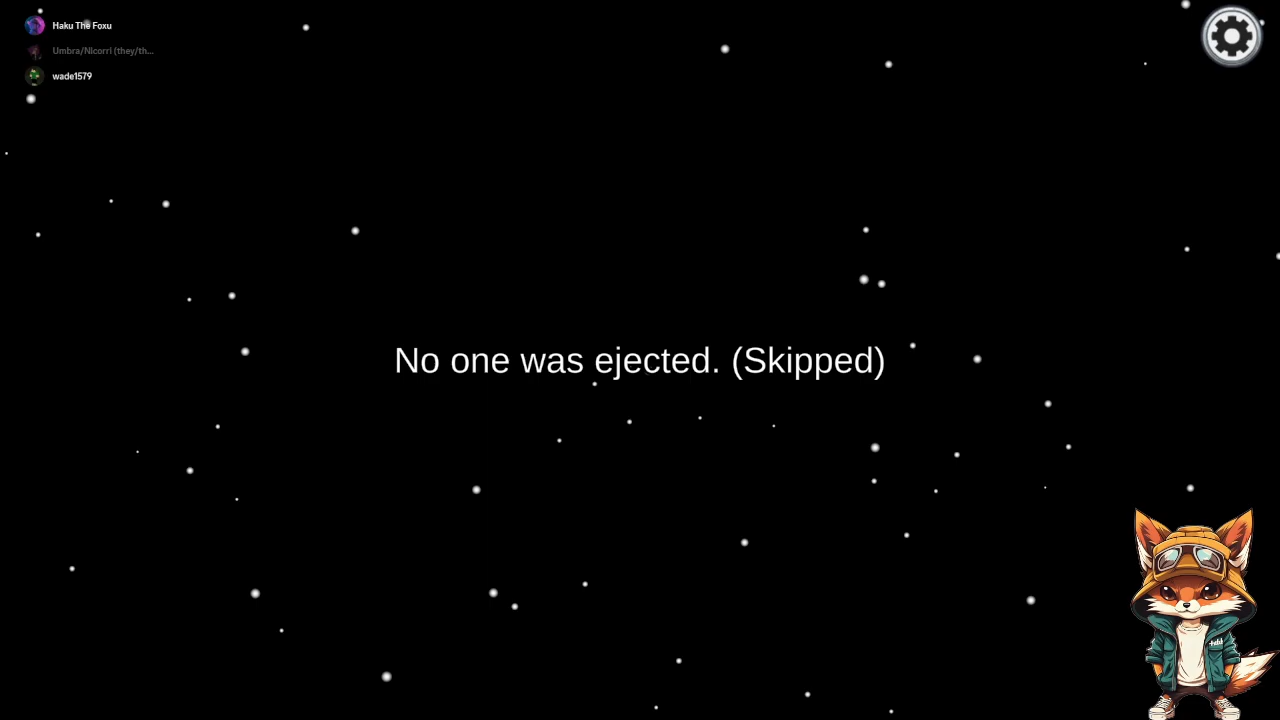 Haku The Foxu
Umbra/Nicorri (they/th...
wade1579
No one was ejected. (Skipped)